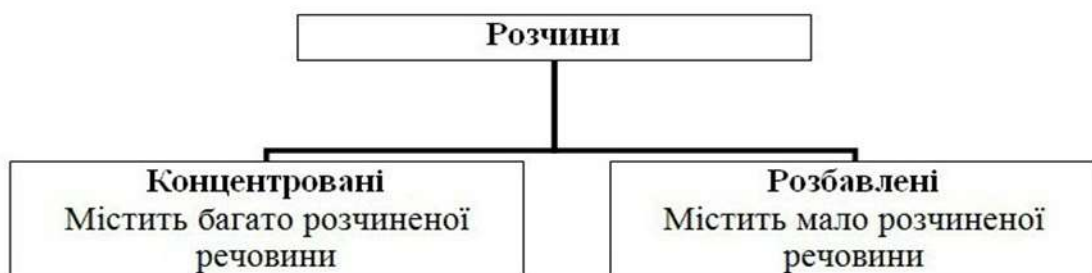 Розчини
Концентровані
Містить багато розчиненої
речовини
Розбавлені
Містить мало розчиненої
речовини